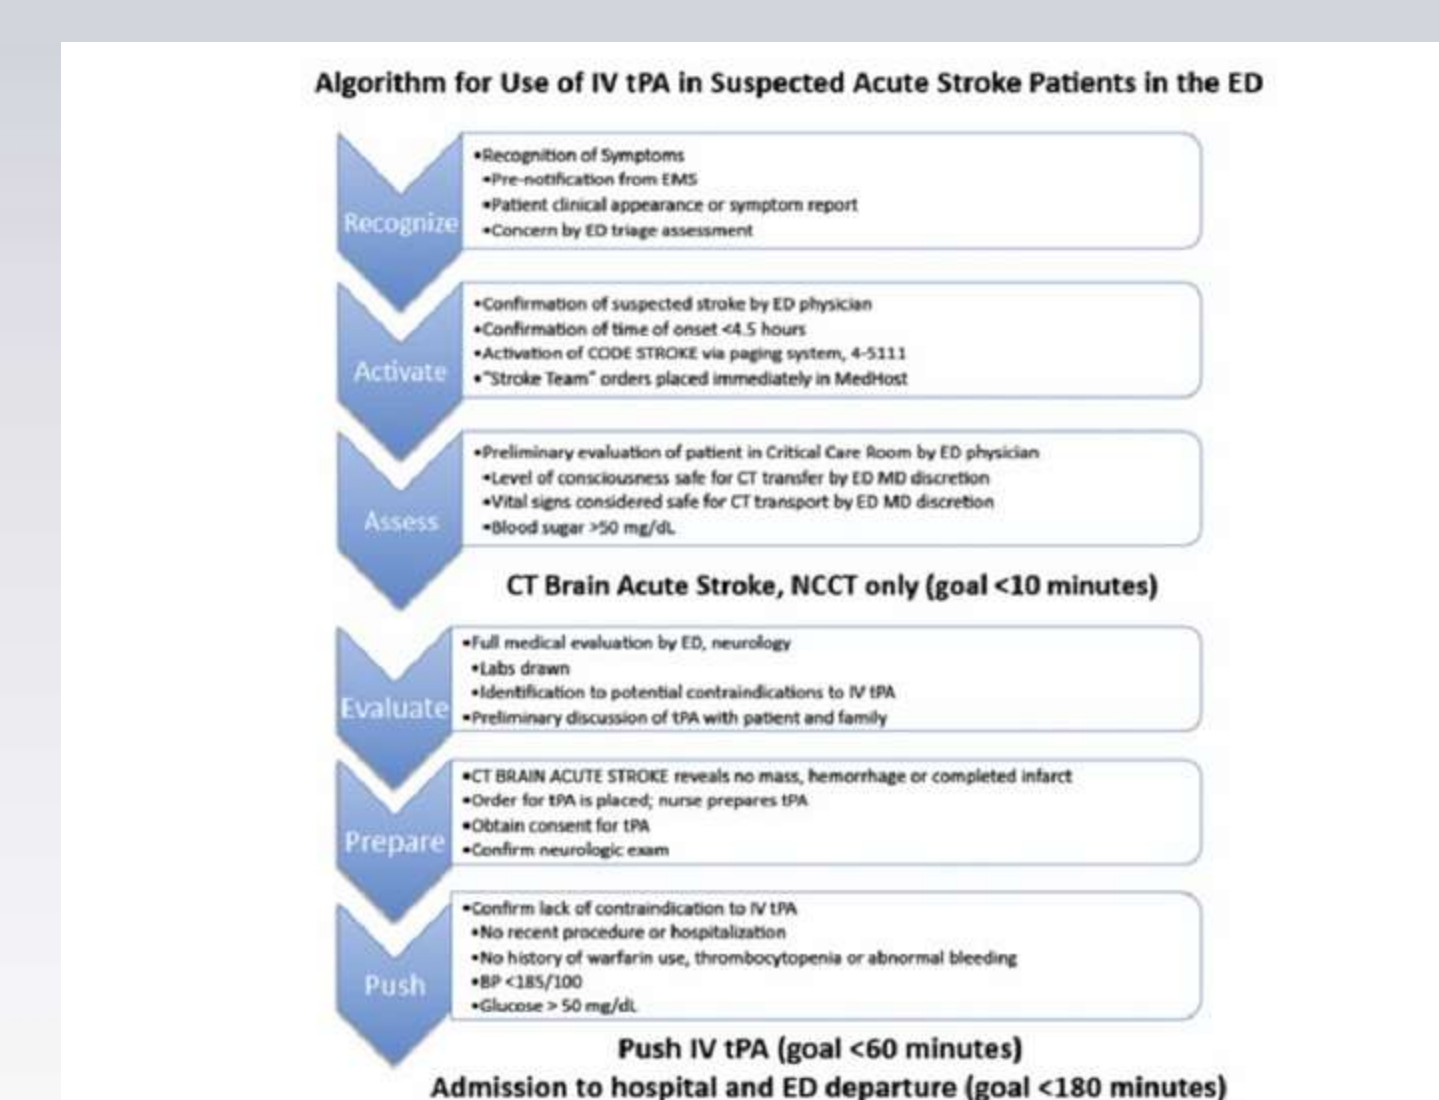 Algorithm for Use of IV tPA in Suspected Acute Stroke Patients in the ED
Recognize
•Recognition of Symptoms
•Pre-notification from EMS
•Patient clinical appearance or symptom report
•Concern by ED triage assessment
Activate
•Confirmation of suspected stroke by ED physician
•Confirmation of time of onset <4.5 hours
•Activation of CODE STROKE via paging system, 4-5111
•"Stroke Team" orders placed immediately in MedHost
Assess
•Preliminary evaluation of patient in Critical Care Room by ED physician
•Level of consciousness safe for CT transfer by ED MD discretion
•Vital signs considered safe for CT transport by ED MD discretion
•Blood sugar >50 mg/dL
CT Brain Acute Stroke, NCCT only (goal <10 minutes)
Evaluate
•Full medical evaluation by ED, neurology
•Labs drawn
•Identification to potential contraindications to IV tPA
•Preliminary discussion of tPA with patient and family
Prepare
•CT BRAIN ACUTE STROKE reveals no mass, hemorrhage or completed infarct
•Order for tPA is placed; nurse prepares tPA
•Obtain consent for tPA
•Confirm neurologic exam
Push
•Confirm lack of contraindication to IV tPA
•No recent procedure or hospitalization
•No history of warfarin use, thrombocytopenia or abnormal bleeding
•BP <185/100
•Glucose > 50 mg/dL
Push IV tPA (goal <60 minutes)
Admission to hospital and ED departure (goal <180 minutes)